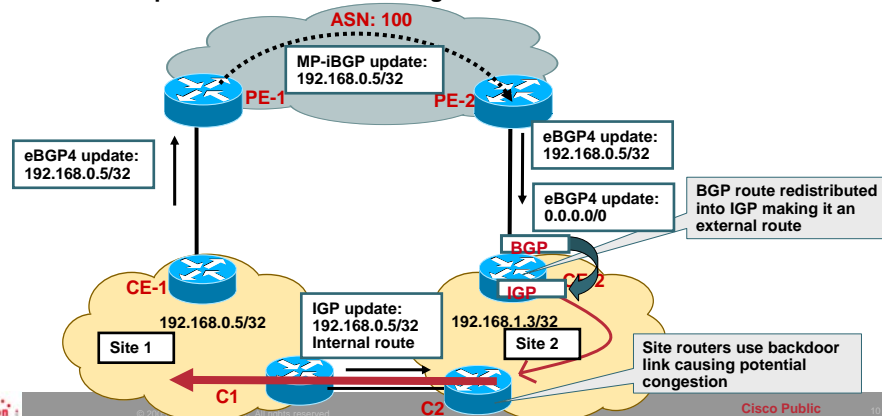 ASN: 100
MP-iBGP update:
192.168.0.5/32
PE-1
PE-2
eBGP4 update:
192.168.0.5/32
eBGP4 update:
192.168.0.5/32
eBGP4 update:
0.0.0.0/0
BGP route redistributed
into IGP making it an
external route
BGP
CE-1
IGP
192.168.0.5/32
IGP update:
192.168.0.5/32
Internal route
192.168.1.3/32
Site 1
Site 2
Site routers use backdoor
link causing potential
congestion
C1
C2
All rights reserved
Cisco Public
10